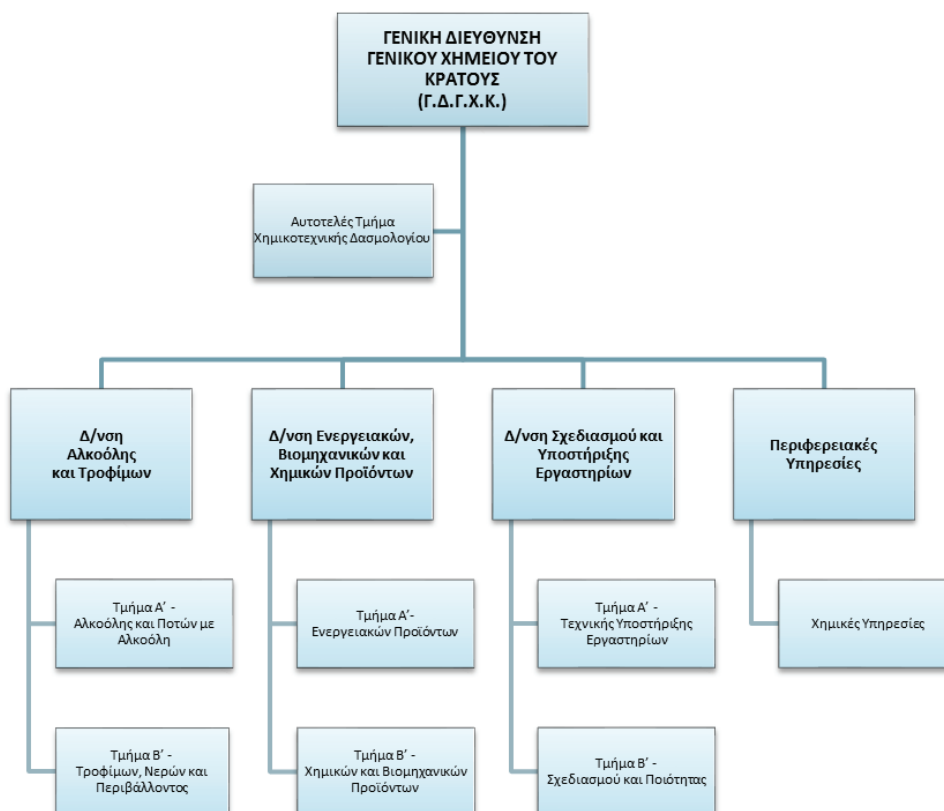 ΓΕΝΙΚΗ ΔΙΕΥΘΥΝΣΗ
ΓΕΝΙΚΟΥ ΧΗΜΕΙΟΥ ΤΟΥ
ΚΡΑΤΟΥΣ
(Γ.Δ.Γ.Χ.Κ.)
Αυτοτελές Τμήμα
Χημικοτεχνικής Δασμολογίου
Δ/νση
Αλκοόλης
και Τροφίμων
Δ/νση Ενεργειακών,
Βιομηχανικών και
Χημικών Προϊόντων
Δ/νση Σχεδιασμού και
Υποστήριξης
Εργαστηρίων
Περιφερειακές
Υπηρεσίες
Τμήμα Α΄ -
Αλκοόλης και Ποτών με
Αλκοόλη
Τμήμα Α΄-
Ενεργειακών Προϊόντων
Τμήμα Α΄ -
Τεχνικής Υποστήριξης
Εργαστηρίων
Χημικές Υπηρεσίες
Τμήμα Β΄ -
Τροφίμων, Νερών και
Περιβάλλοντος
Τμήμα Β΄ -
Χημικών και Βιομηχανικών
Προϊόντων
Τμήμα Β΄ -
Σχεδιασμού και Ποιότητας